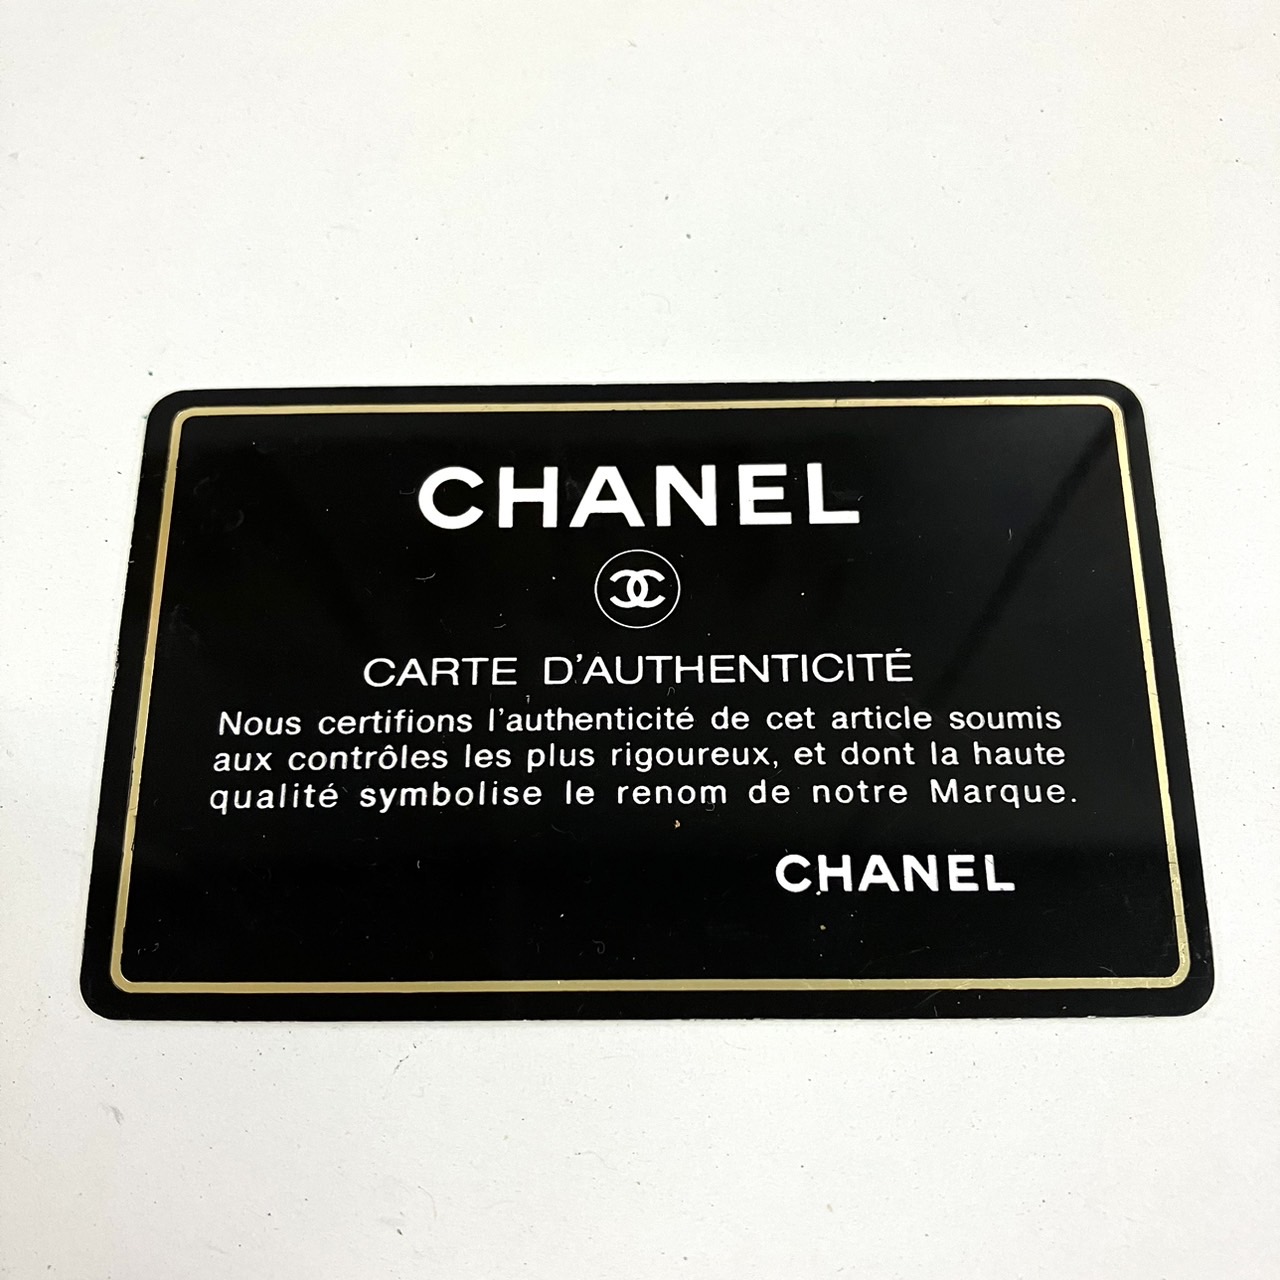 CHANEL
CARTE D'AUTHENTICITÉ
Nous certifions l'authenticité de cet article soumis
aux contrôles les plus rigoureux, et dont la haute
qualité symbolise le renom de notre Marque.
CHANEL